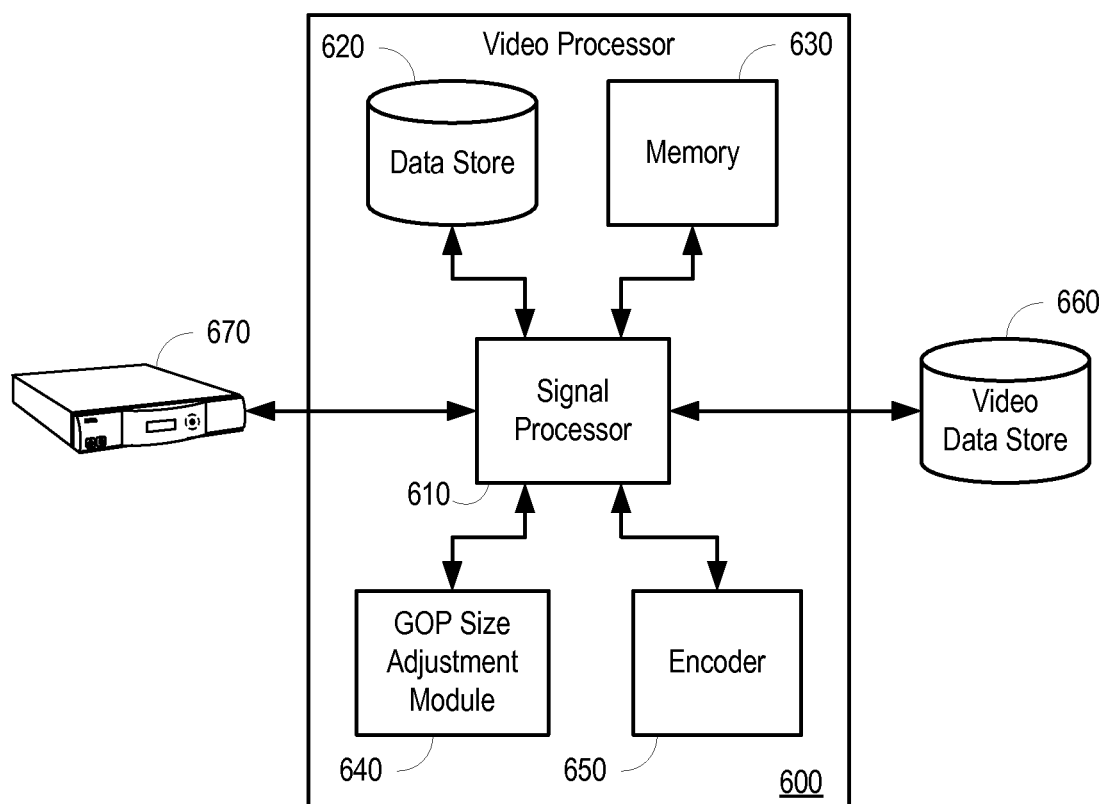 Video Processor
620
630
Data Store
Memory
670
660
Signal
Processor
Video
Data Store
610
GOP Size
Adjustment
Module
Encoder
640
650
600